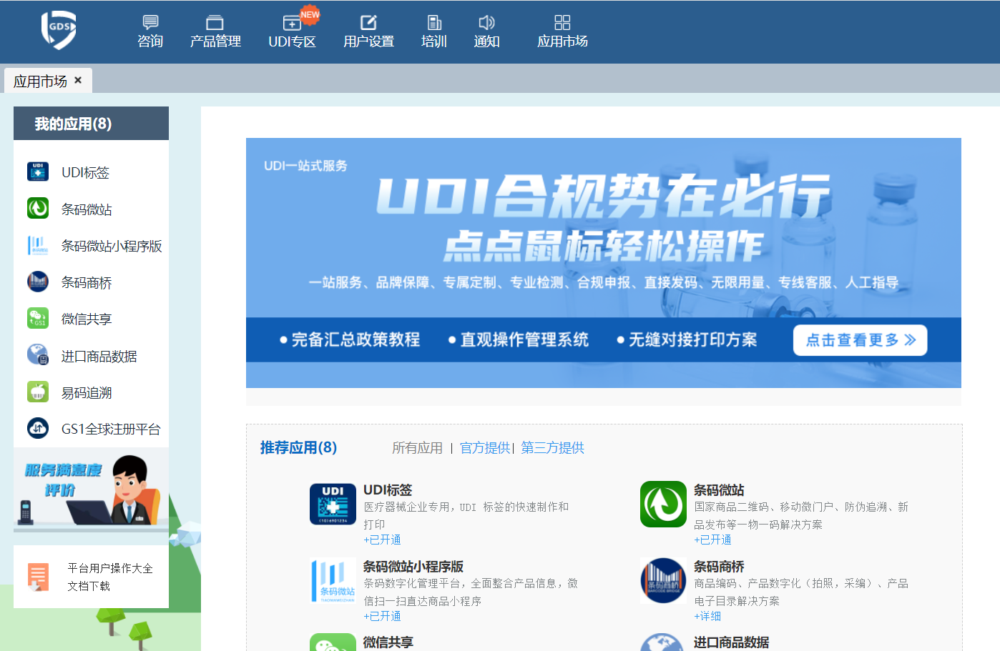 GDS
咨询
产品管理
UDI专区
NEW
用户设置
培训
通知
应用市场
应用市场 ×
我的应用(8)
UDI标签
条码微站
条码微站小程序版
条码商桥
微信共享
进口商品数据
易码追溯
GS1全球注册平台
服务满意度
评价
平台用户操作大全
文档下载
UDI一站式服务
UDI合规势在必行
点点鼠标轻松操作
一站服务、品牌保障、专属定制、专业检测、合规申报、直接发码、无限用量、专线客服、人工指导
●完备汇总政策教程 ●直观操作管理系统 ●无缝对接打印方案
点击查看更多
推荐应用(8)
所有应用 | 官方提供 | 第三方提供
UDI
(10)6901234
UDI标签
医疗器械企业专用，UDI 标签的快速制作和
打印
+已开通
条码微站
国家商品二维码、移动微门户、防伪追溯、新
品发布等一物一码解决方案
+已开通
条码微站
TIAOMAWEIZHAN
条码微站小程序版
条码数字化管理平台，全面整合产品信息，微
信扫一扫直达商品小程序
+已开通
条码商桥
BARCODE BRIDGE
条码商桥
商品编码、产品数字化（拍照，采编）、产品
电子目录解决方案
+详细
微信共享
进口商品数据